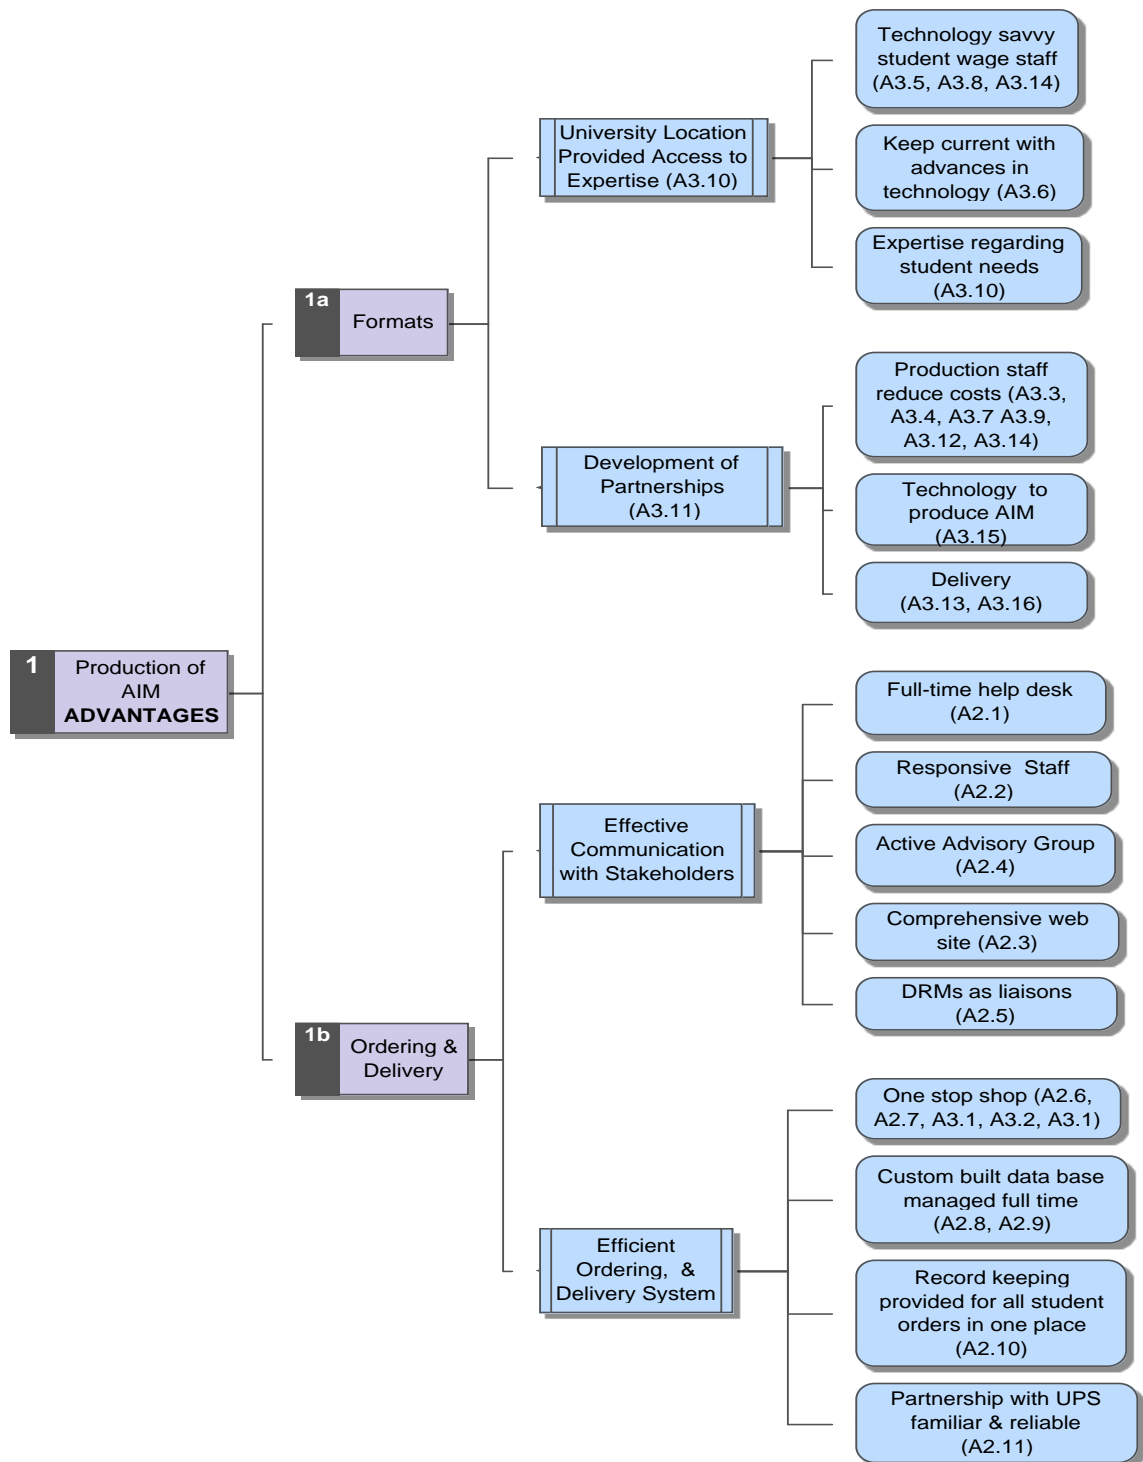 1
Production of
AIM
ADVANTAGES
1a
Formats
University Location
Provided Access to
Expertise (A3.10)
Technology savvy
student wage staff
(A3.5, A3.8, A3.14)
Keep current with
advances in
technology (A3.6)
Expertise regarding
student needs
(A3.10)
Development of
Partnerships
(A3.11)
Production staff
reduce costs (A3.3,
A3.4, A3.7 A3.9,
A3.12, A3.14)
Technology to
produce AIM
(A3.15)
Delivery
(A3.13, A3.16)
1b
Ordering &
Delivery
Effective
Communication
with Stakeholders
Full-time help desk
(A2.1)
Responsive Staff
(A2.2)
Active Advisory Group
(A2.4)
Comprehensive web
site (A2.3)
DRMs as liaisons
(A2.5)
Efficient
Ordering, &
Delivery System
One stop shop (A2.6,
A2.7, A3.1, A3.2, A3.1)
Custom built data base
managed full time
(A2.8, A2.9)
Record keeping
provided for all student
orders in one place
(A2.10)
Partnership with UPS
familiar & reliable
(A2.11)